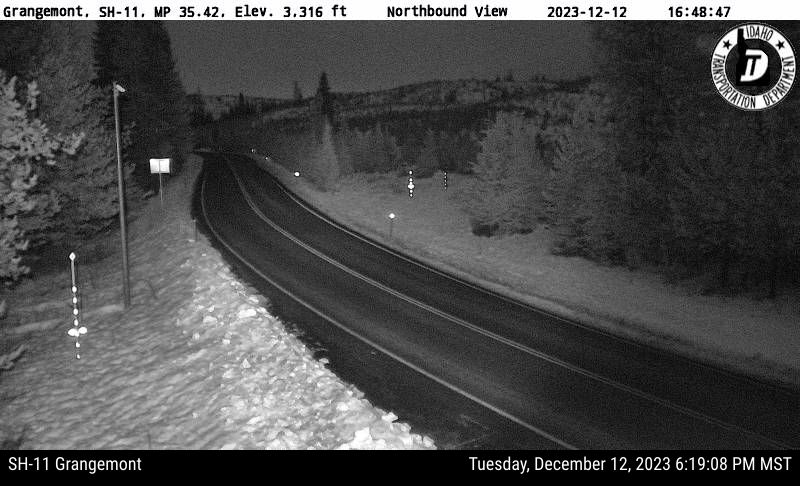 Grangemont, SH-11, MP 35.42, Elev. 3,316 ft Northbound View 2023-12-12 16:48:47
IDAHO
TRANSPORTATION DEPARTMENT
SH-11 Grangemont
Tuesday, December 12, 2023 6:19:08 PM MST